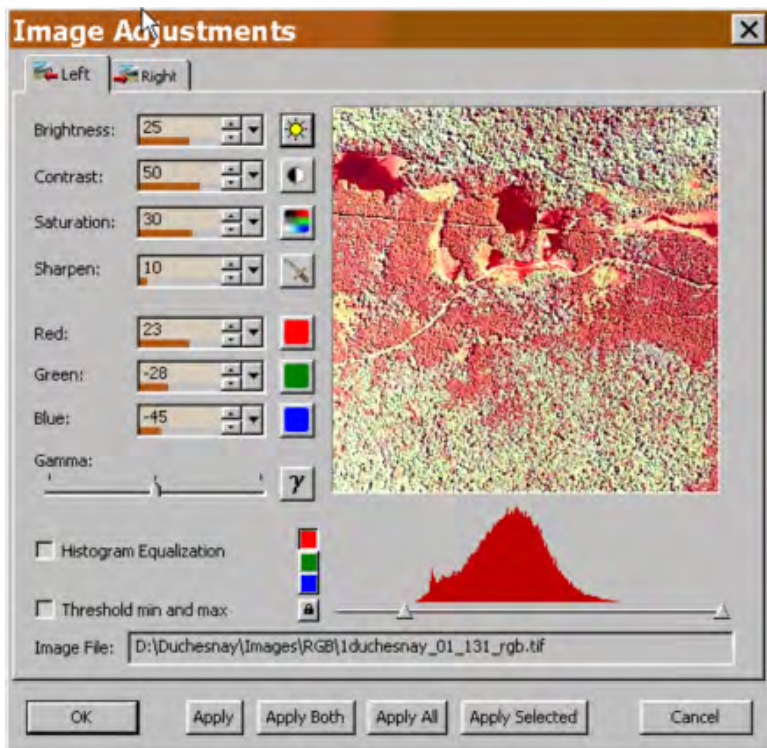 Image Adjustments
Left Right
Brightness: 25
Contrast: 50
Saturation: 30
Sharpen: 10
Red: 23
Green: -28
Blue: -45
Gamma:
γ
Histogram Equalization
Threshold min and max
Image File: D:\Duchesnay\Images\RGB\1duchesnay_01_131_rgb.tif
OK Apply Apply Both Apply All Apply Selected Cancel